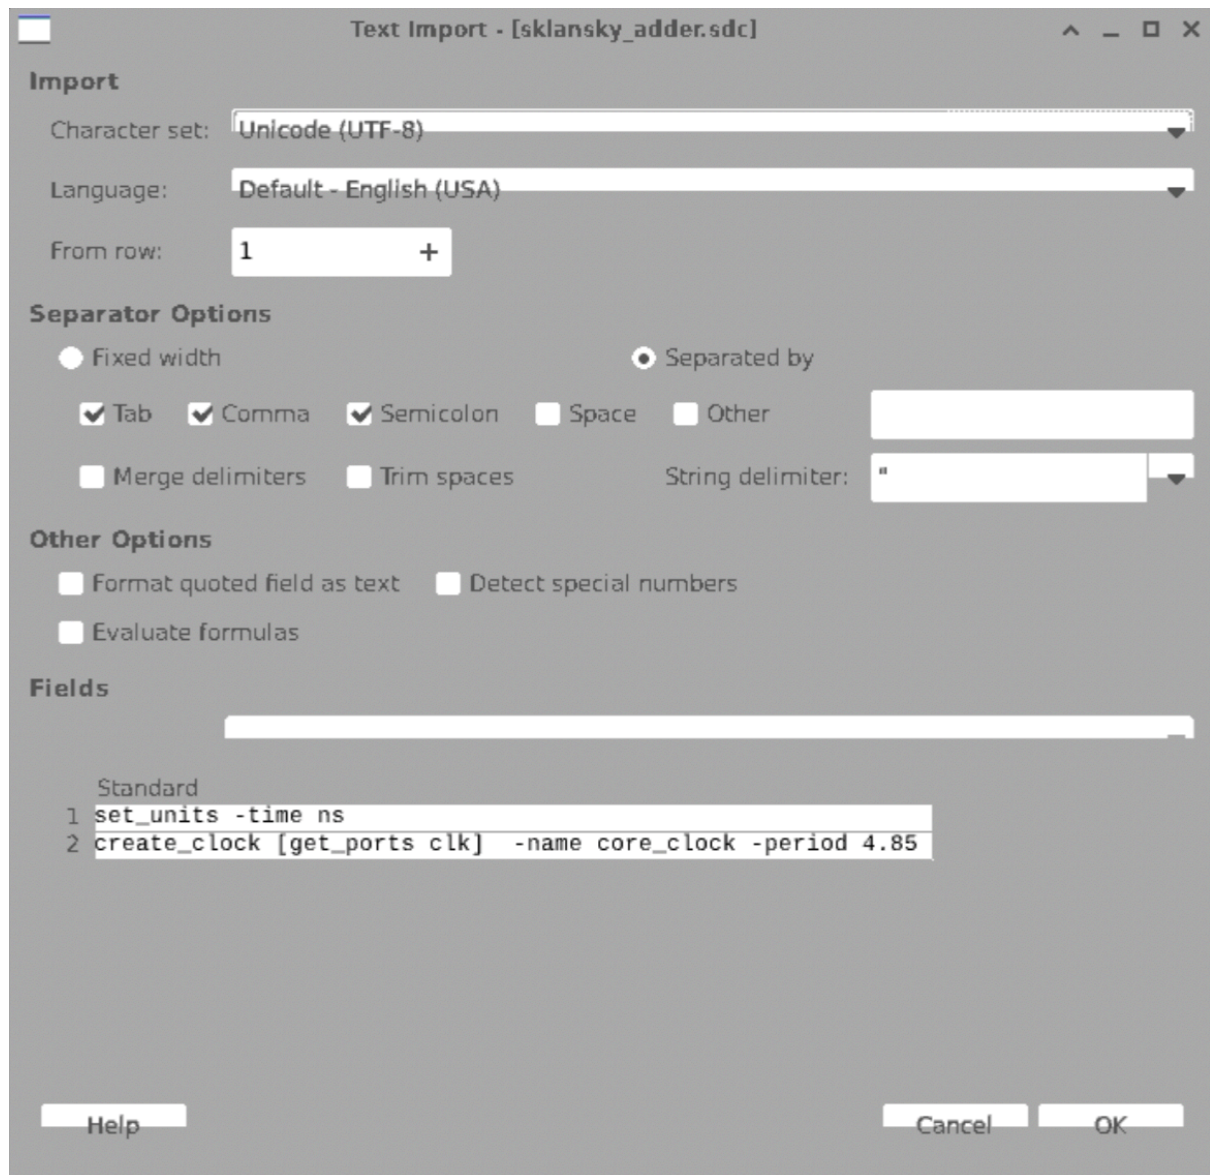 Text Import - [sklansky_adder.sdc]
Import
Character set: Unicode (UTF-8)
Language: Default - English (USA)
From row: 1 +
Separator Options
Fixed width Separated by
Tab Comma Semicolon Space Other
Merge delimiters Trim spaces String delimiter: "
Other Options
Format quoted field as text Detect special numbers
Evaluate formulas
Fields
Standard
1 set_units -time ns
2 create_clock [get_ports clk]  -name core_clock -period 4.85
Help Cancel OK